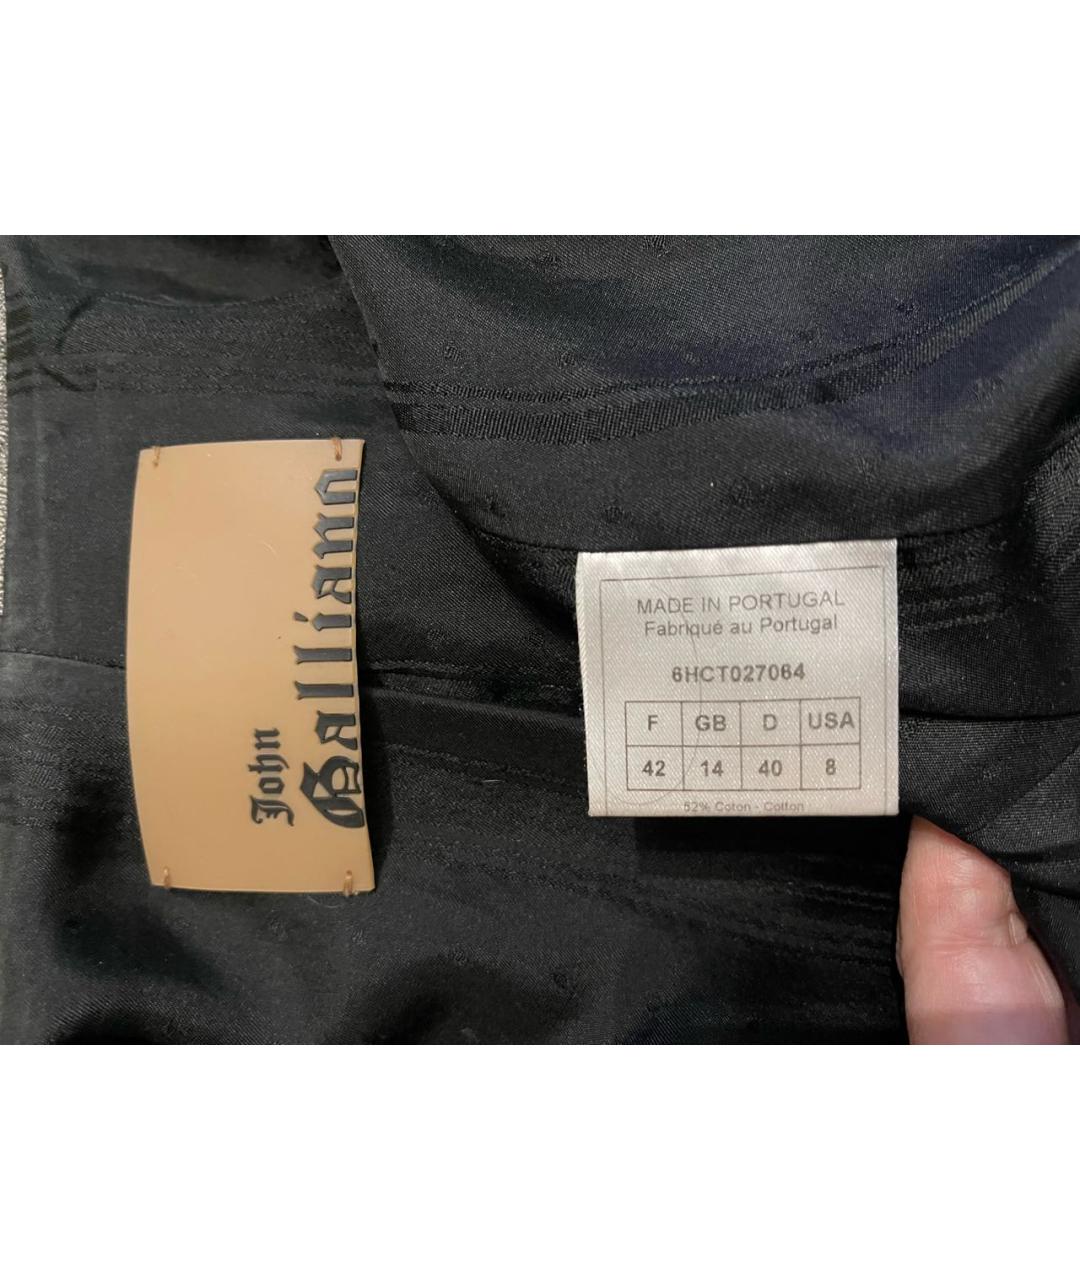 John
Galliano
MADE IN PORTUGAL
Fabriqué au Portugal
6HCT027064
F GB D USA
42 14 40 8
52% Coton - Cotton